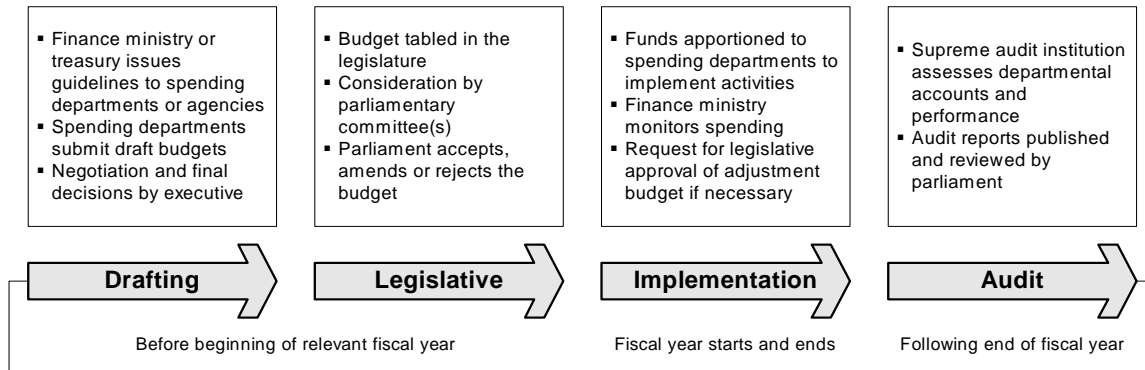 ▪ Finance ministry or
treasury issues
guidelines to spending
departments or agencies
▪ Spending departments
submit draft budgets
▪ Negotiation and final
decisions by executive
▪ Budget tabled in the
legislature
▪ Consideration by
parliamentary
committee(s)
▪ Parliament accepts,
amends or rejects the
budget
▪ Funds apportioned to
spending departments to
implement activities
▪ Finance ministry
monitors spending
▪ Request for legislative
approval of adjustment
budget if necessary
▪ Supreme audit institution
assesses departmental
accounts and
performance
▪ Audit reports published
and reviewed by
parliament
Drafting
Legislative
Implementation
Audit
Before beginning of relevant fiscal year
Fiscal year starts and ends
Following end of fiscal year